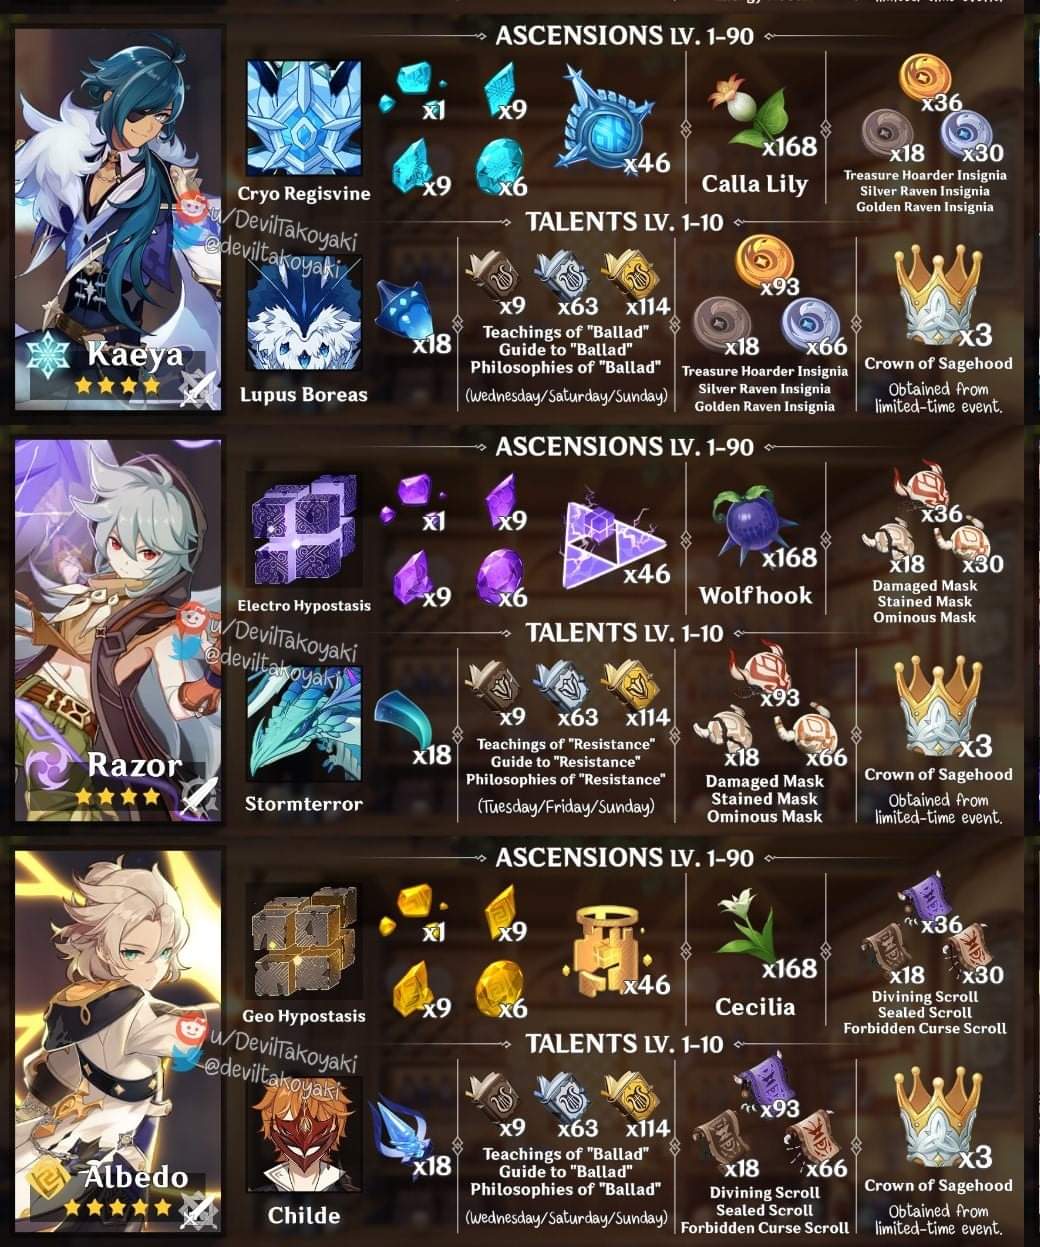 ASCENSIONS LV. 1-90
x1
x9
x9
x6
x46
x168
x36
x18
x30
Cryo Regisvine
Calla Lily
Treasure Hoarder Insignia
Silver Raven Insignia
Golden Raven Insignia
u/DevilTakoyaki
@deviltakoyaki
TALENTS LV. 1-10
x18
x9
x63
x114
x93
x18
x66
x3
Teachings of "Ballad"
Guide to "Ballad"
Philosophies of "Ballad"
(Wednesday/Saturday/Sunday)
Treasure Hoarder Insignia
Silver Raven Insignia
Golden Raven Insignia
Crown of Sagehood
Obtained from
limited-time event.
Kaeya
Lupus Boreas
ASCENSIONS LV. 1-90
x1
x9
x9
x6
x46
x168
x36
x18
x30
Electro Hypostasis
Wolfhook
Damaged Mask
Stained Mask
Ominous Mask
u/DevilTakoyaki
@deviltakoyaki
TALENTS LV. 1-10
x18
x9
x63
x114
x93
x18
x66
x3
Teachings of "Resistance"
Guide to "Resistance"
Philosophies of "Resistance"
(Tuesday/Friday/Sunday)
Damaged Mask
Stained Mask
Ominous Mask
Crown of Sagehood
Obtained from
limited-time event.
Razor
Stormterror
ASCENSIONS LV. 1-90
x1
x9
x9
x6
x46
x168
x36
x18
x30
Geo Hypostasis
Cecilia
Divining Scroll
Sealed Scroll
Forbidden Curse Scroll
u/DevilTakoyaki
@deviltakoyaki
TALENTS LV. 1-10
x18
x9
x63
x114
x93
x18
x66
x3
Teachings of "Ballad"
Guide to "Ballad"
Philosophies of "Ballad"
(Wednesday/Saturday/Sunday)
Divining Scroll
Sealed Scroll
Forbidden Curse Scroll
Crown of Sagehood
Obtained from
limited-time event.
Albedo
Childe